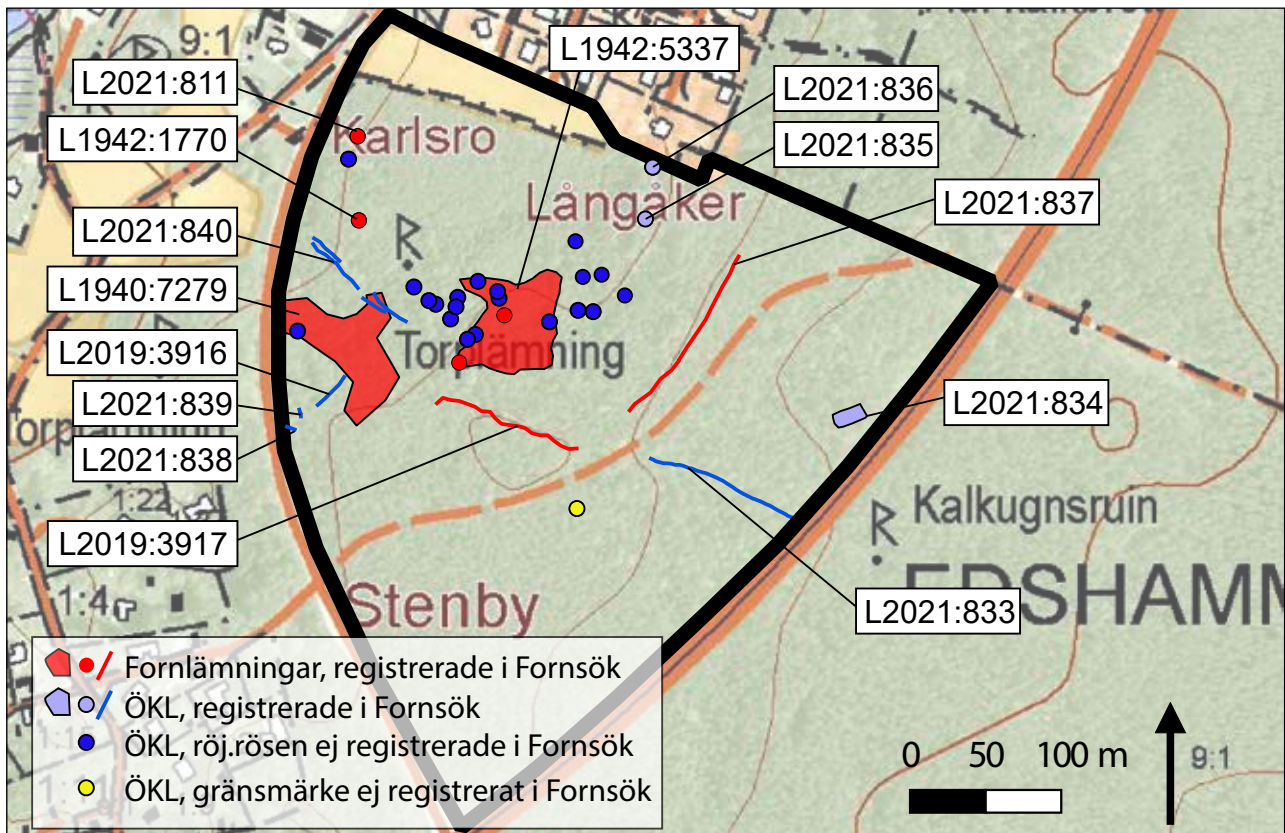 9:1
L1942:5337
L2021:811
L2021:836
L1942:1770
Karlsro
L2021:835
Långåker
L2021:837
L2021:840
R
L1940:7279
L2019:3916
Torplämning
L2021:839
L2021:834
L2021:838
1:22
Kalkugnsruin
R
L2019:3917
EDSHAMM
1:4
Stenby
L2021:833
Fornlämningar, registrerade i Fornsök
ÖKL, registrerade i Fornsök
ÖKL, röj.rösen ej registrerade i Fornsök
ÖKL, gränsmärke ej registrerat i Fornsök
0 50 100 m
9:1